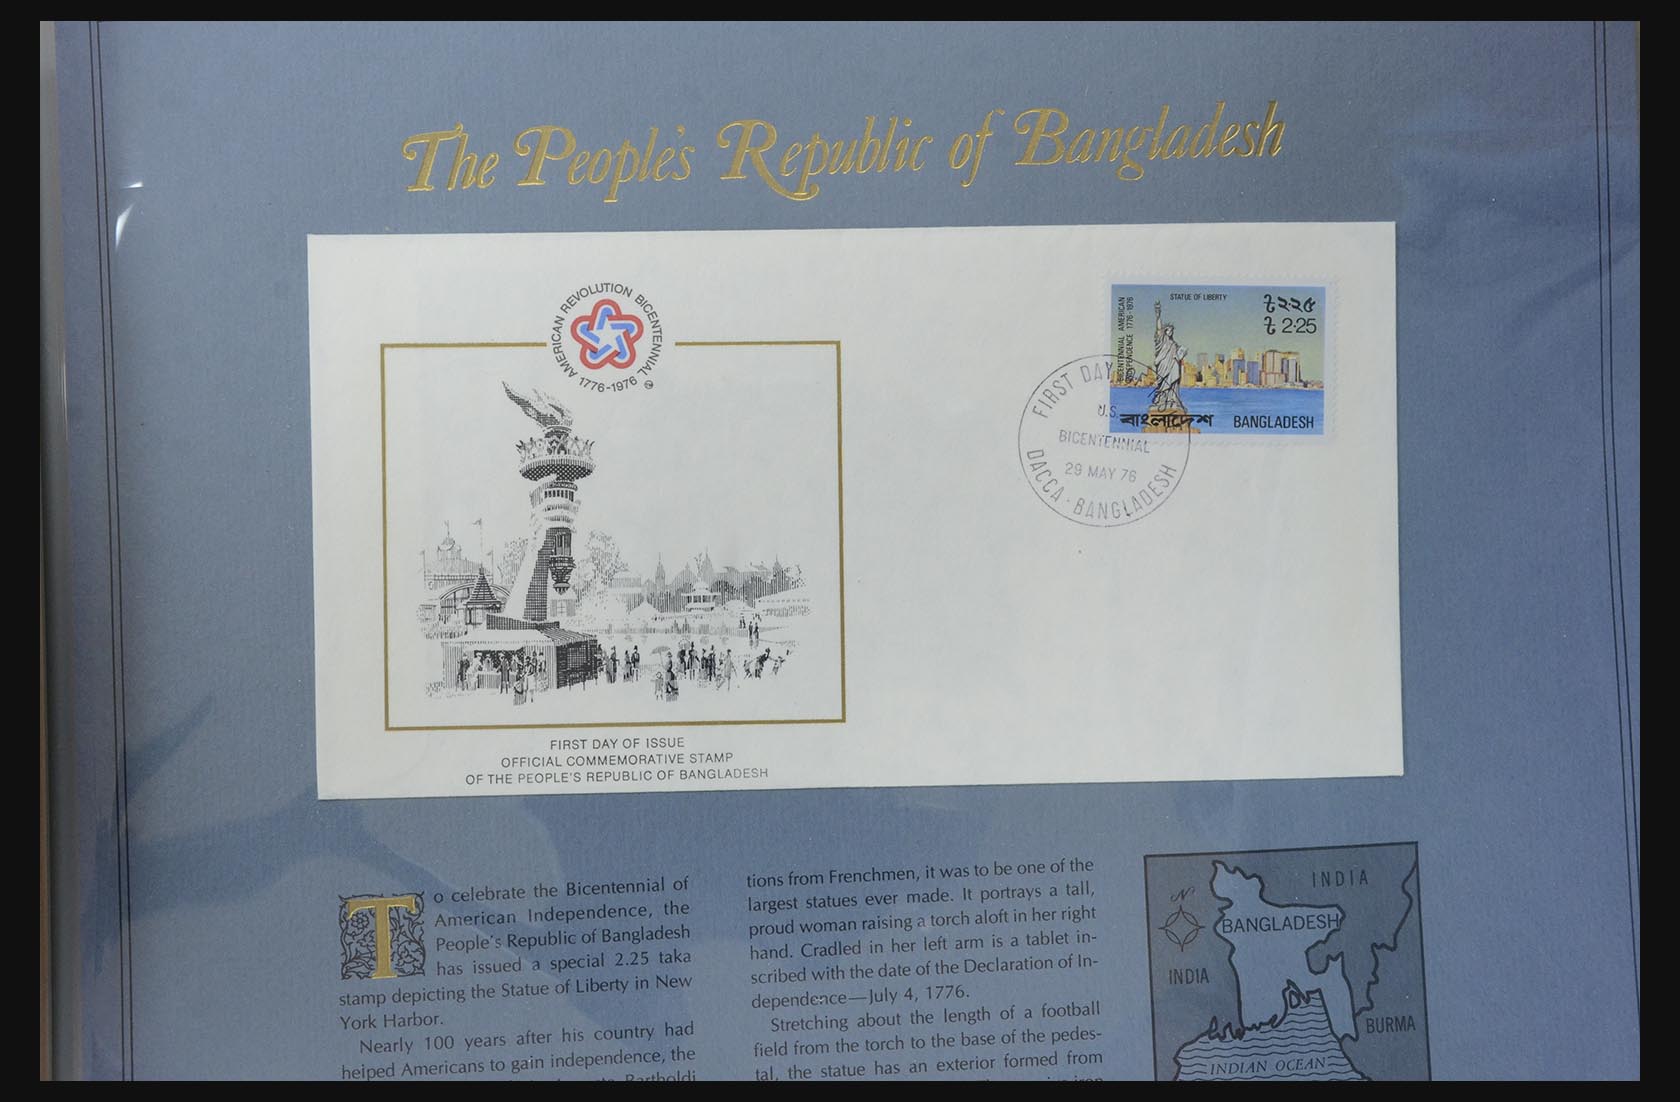 The People's Republic of Bangladesh
AMERICAN REVOLUTION BICENTENNIAL
1776-1976
STATUE OF LIBERTY
BICENTENNIAL AMERICAN
INDEPENDENCE 1776-1976
৳ ২·২৫
৳ 2·25
বাংলাদেশ
BANGLADESH
FIRST DAY
U.S.
BICENTENNIAL
29 MAY 76
DACCA · BANGLADESH
FIRST DAY OF ISSUE
OFFICIAL COMMEMORATIVE STAMP
OF THE PEOPLE'S REPUBLIC OF BANGLADESH
To celebrate the Bicentennial of
American Independence, the
People's Republic of Bangladesh
has issued a special 2.25 taka
stamp depicting the Statue of Liberty in New
York Harbor.
Nearly 100 years after his country had
helped Americans to gain independence, the
Bartholdi
tions from Frenchmen, it was to be one of the
largest statues ever made. It portrays a tall,
proud woman raising a torch aloft in her right
hand. Cradled in her left arm is a tablet in-
scribed with the date of the Declaration of In-
dependence—July 4, 1776.
Stretching about the length of a football
field from the torch to the base of the pedes-
tal, the statue has an exterior formed from
N
INDIA
BANGLADESH
INDIA
BURMA
INDIAN OCEAN